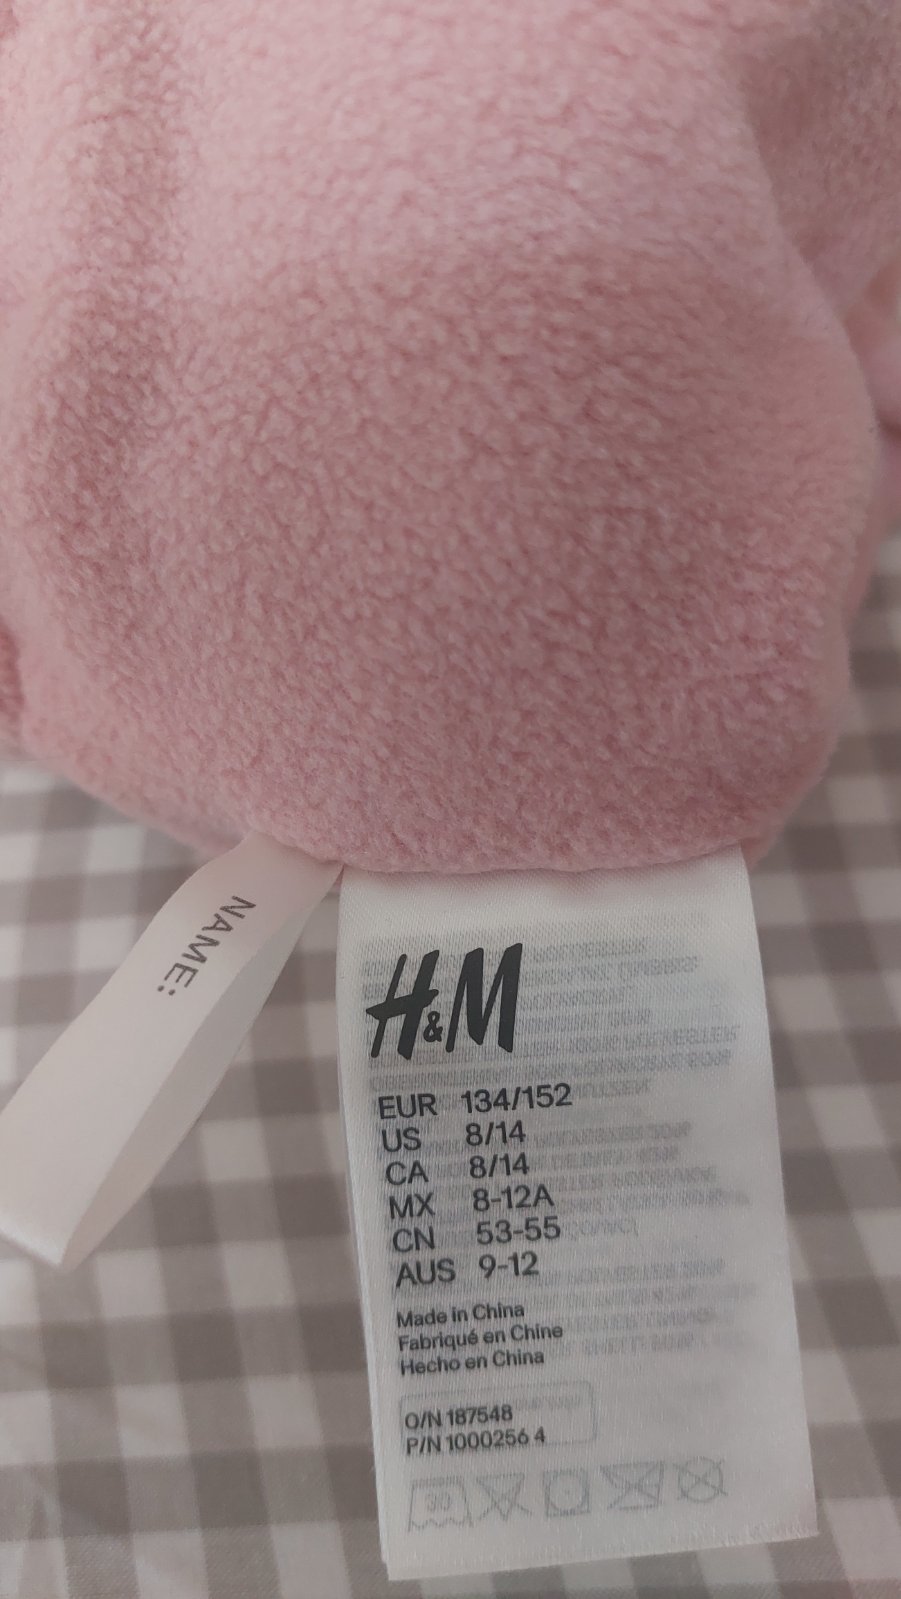 NAME:
H&M
EUR 134/152
US 8/14
CA 8/14
MX 8-12A
CN 53-55
AUS 9-12
Made in China
Fabriqué en Chine
Hecho en China
O/N 187548
P/N 1000256 4